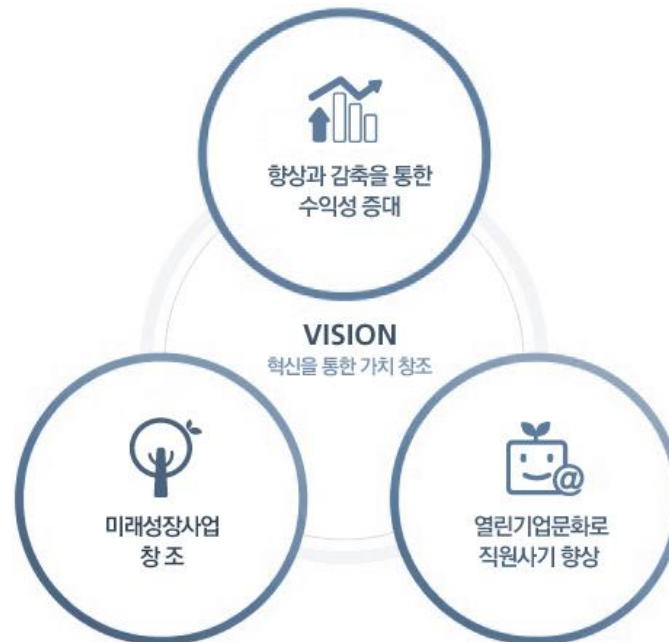 향상과 감축을 통한
수익성 증대
VISION
혁신을 통한 가치 창조
미래성장사업
창 조
열린기업문화로
직원사기 향상
@